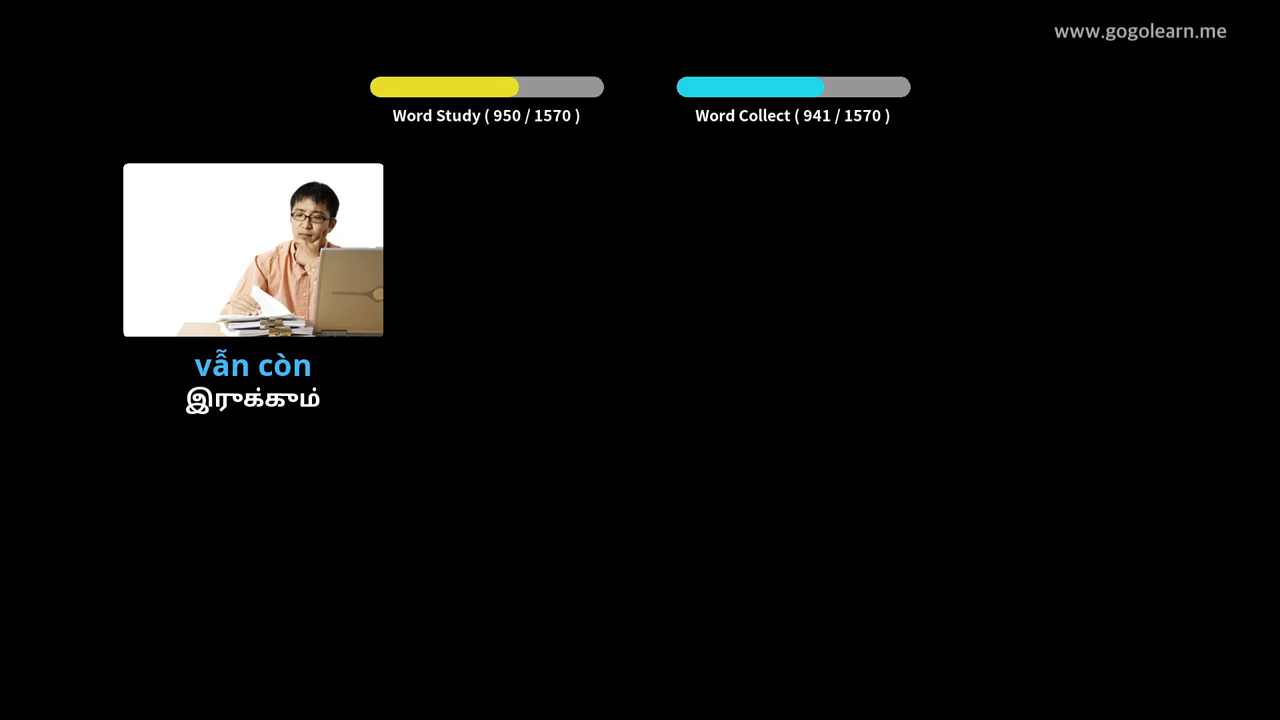 www.gogolearn.me
Word Study ( 950 / 1570 )
Word Collect ( 941 / 1570 )
vẫn còn
இருக்கும்